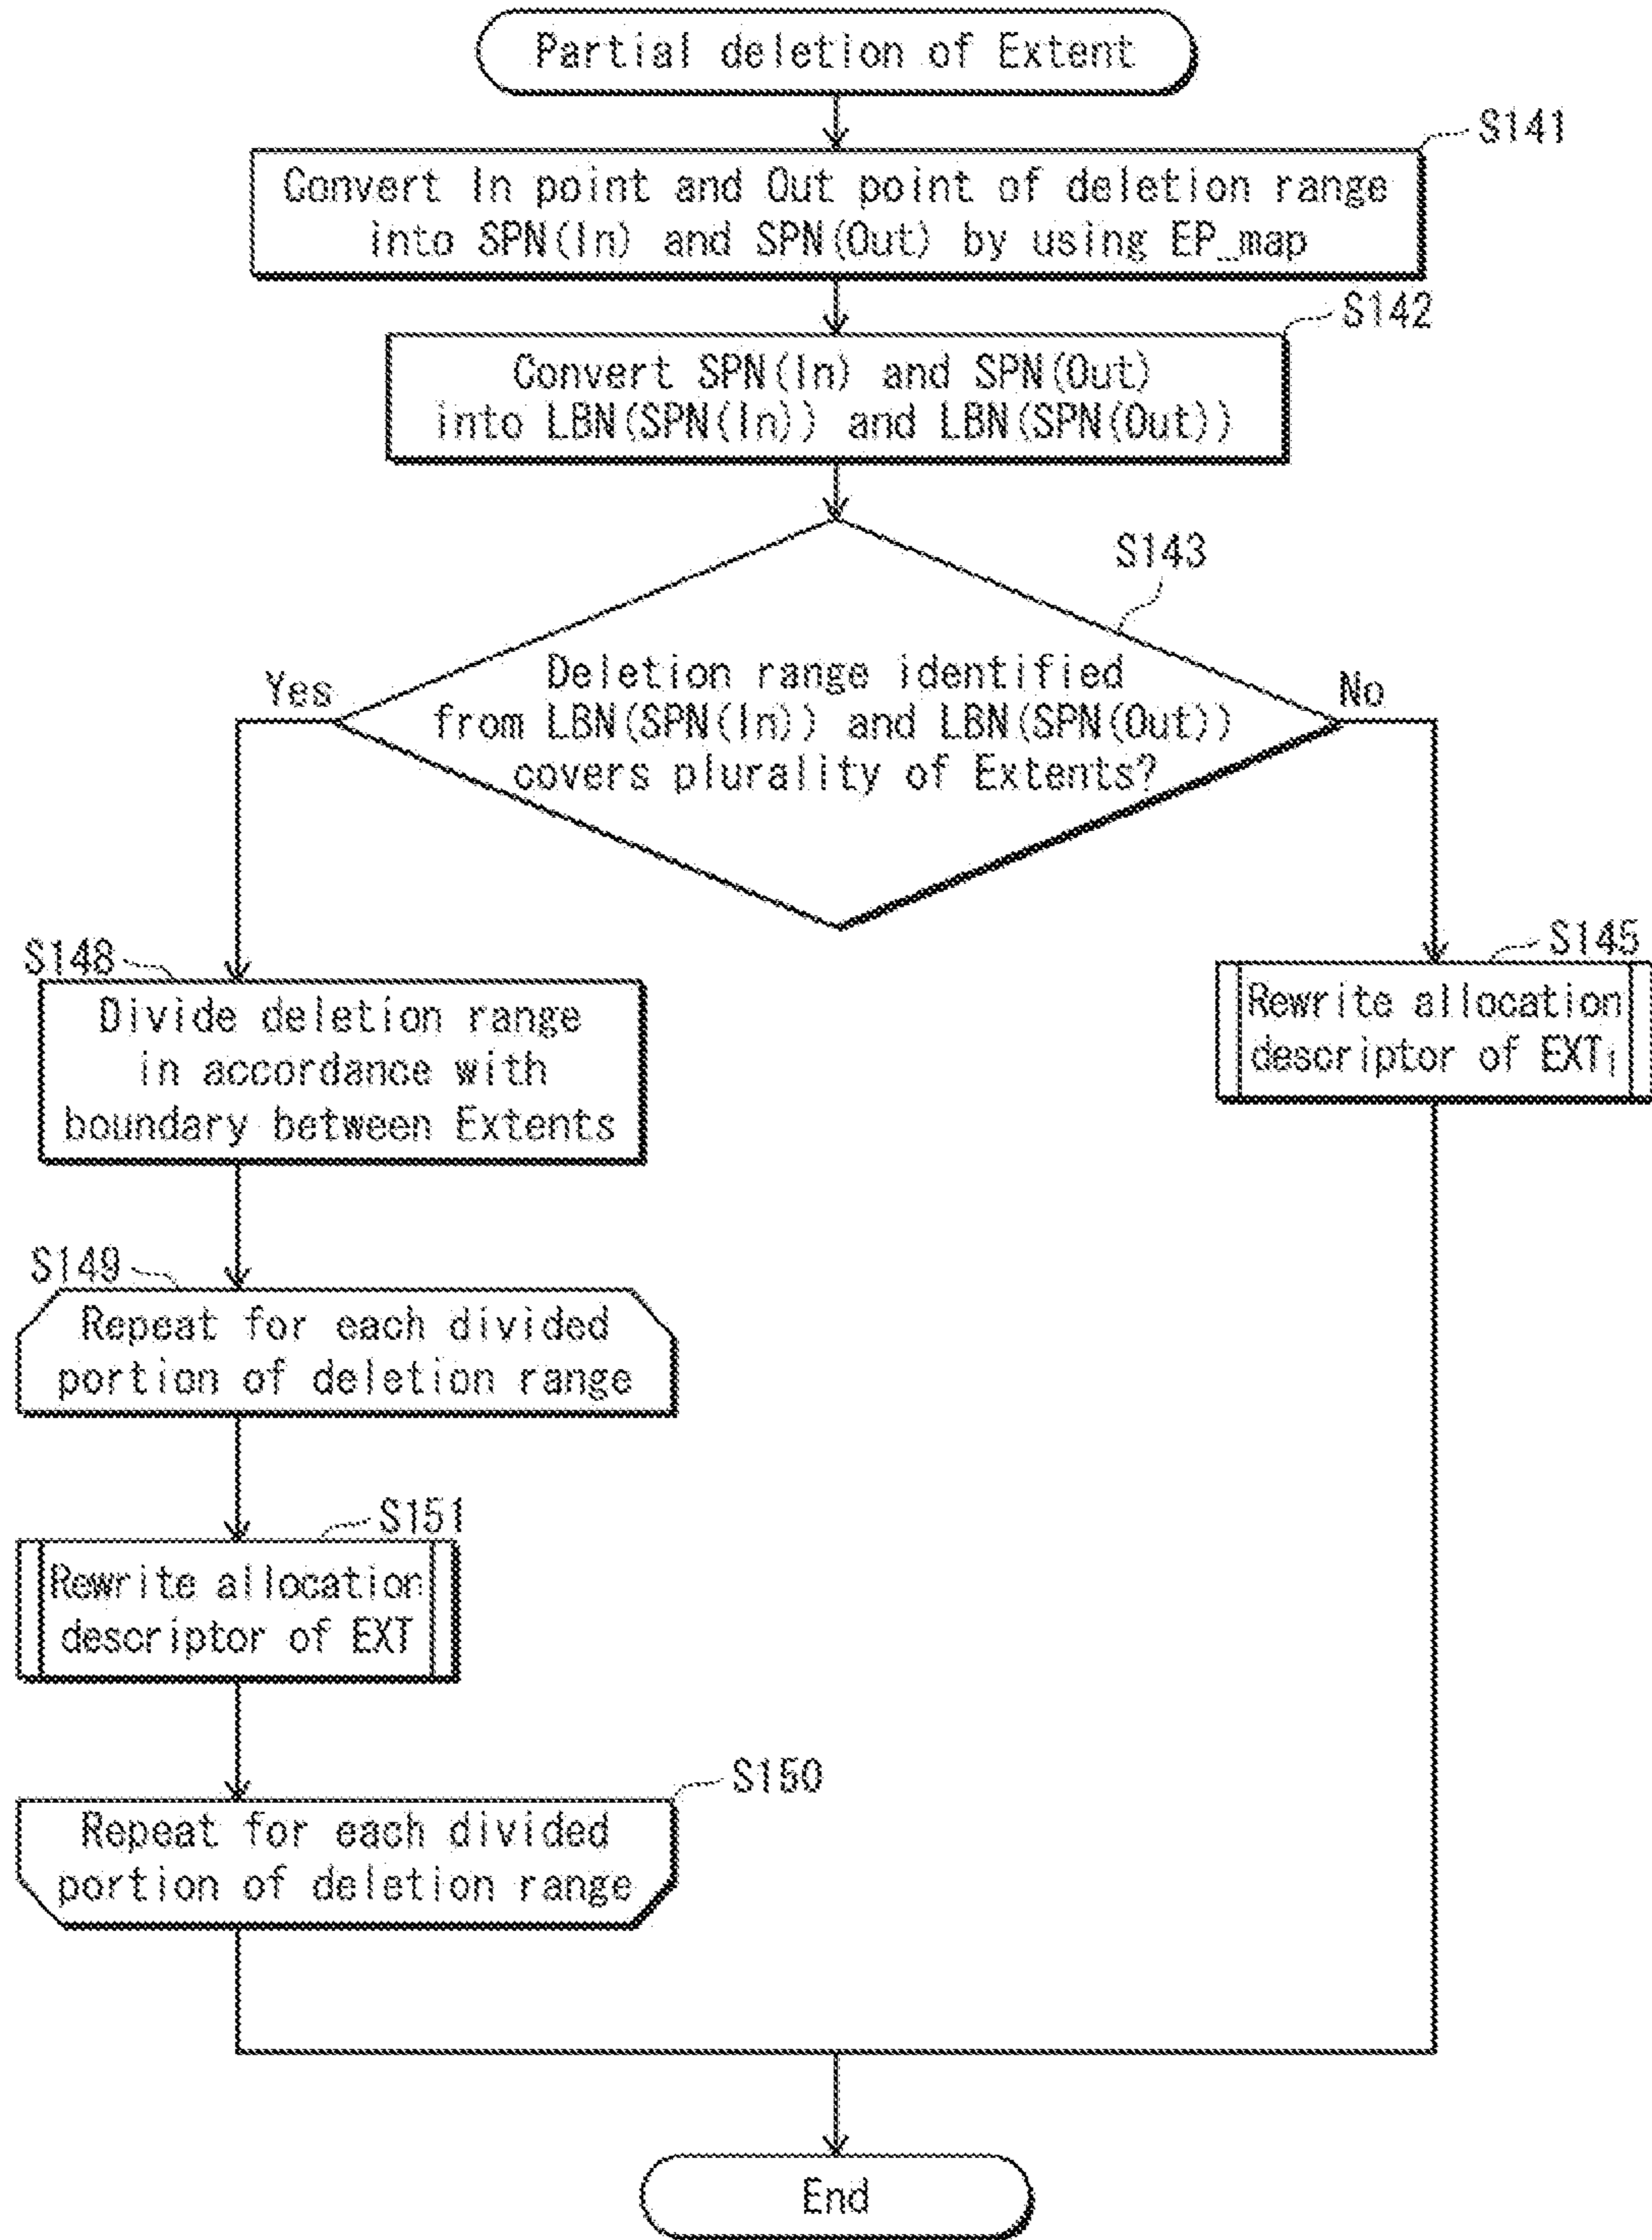 Partial deletion of Extent
S141
Convert In point and Out point of deletion range
into SPN(In) and SPN(Out) by using EP_map
S142
Convert SPN(In) and SPN(Out)
into LBN(SPN(In)) and LBN(SPN(Out))
S143
Deletion range identified
from LBN(SPN(In)) and LBN(SPN(Out))
covers plurality of Extents?
Yes
No
S148
Divide deletion range
in accordance with
boundary between Extents
S145
Rewrite allocation
descriptor of EXTi
S149
Repeat for each divided
portion of deletion range
S151
Rewrite allocation
descriptor of EXT
S150
Repeat for each divided
portion of deletion range
End